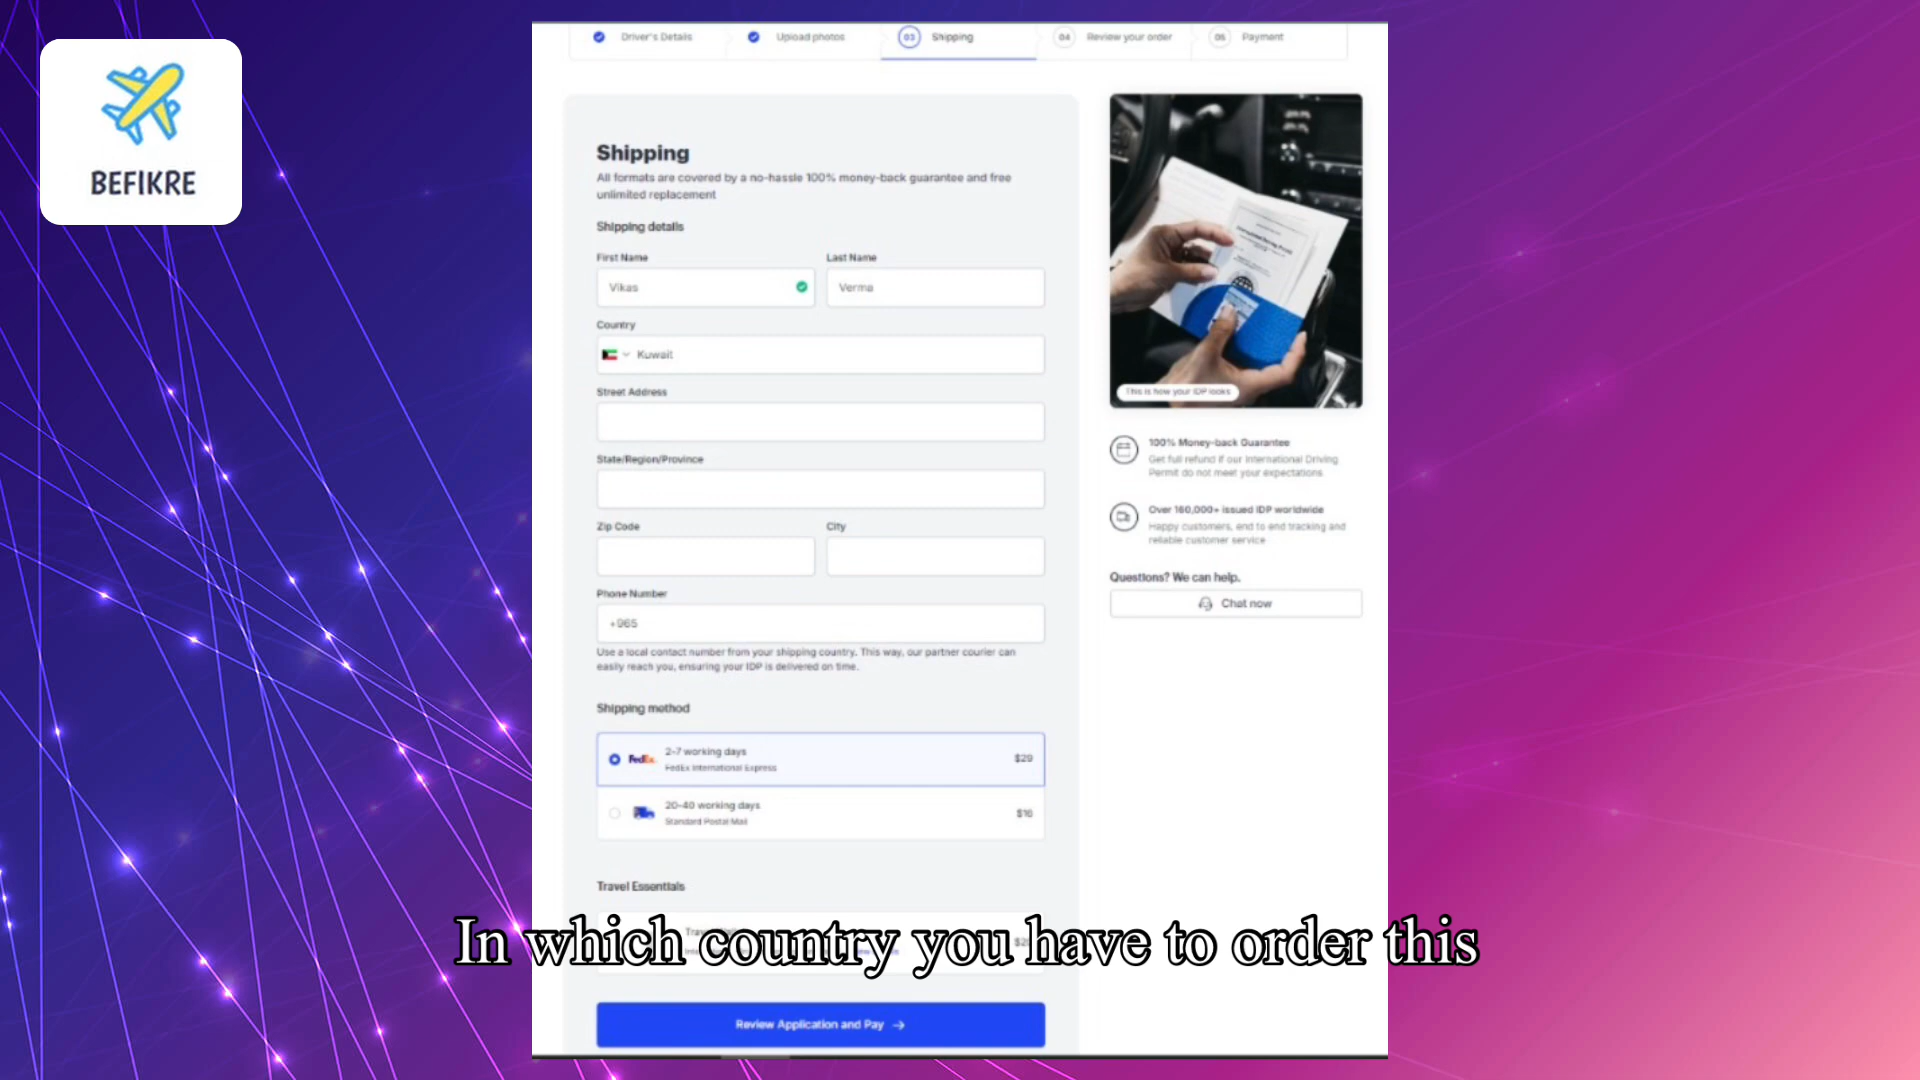 BEFIKRE
Driver's Details
Upload photos
03 Shipping
04 Review your order
05 Payment
Shipping
All formats are covered by a no-hassle 100% money-back guarantee and free
unlimited replacement
Shipping details
First Name
Last Name
Vikas
Verma
Country
Kuwait
Street Address
State/Region/Province
Zip Code
City
Phone Number
+965
Use a local contact number from your shipping country. This way, our partner courier can
easily reach you, ensuring your IDP is delivered on time.
Shipping method
FedEx
2-7 working days
FedEx International Express
$29
20-40 working days
Standard Postal Mail
$16
Travel Essentials
In which country you have to order this
Review Application and Pay →
This is how your IDP looks
100% Money-back Guarantee
Get full refund if our International Driving
Permit do not meet your expectations
Over 160,000+ issued IDP worldwide
Happy customers, end to end tracking and
reliable customer service
Questions? We can help.
Chat now